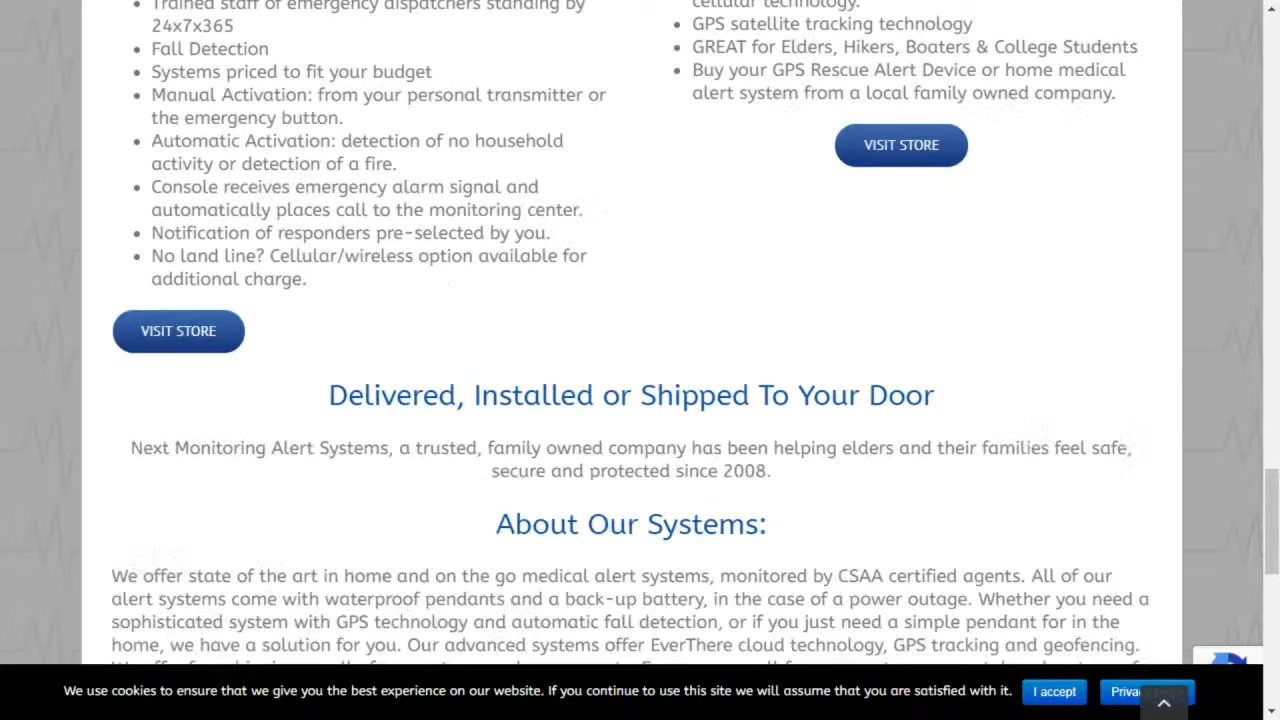 Trained staff of emergency dispatchers standing by
24x7x365
Fall Detection
Systems priced to fit your budget
Manual Activation: from your personal transmitter or
the emergency button.
Automatic Activation: detection of no household
activity or detection of a fire.
Console receives emergency alarm signal and
automatically places call to the monitoring center.
Notification of responders pre-selected by you.
No land line? Cellular/wireless option available for
additional charge.
VISIT STORE
cellular technology.
GPS satellite tracking technology
GREAT for Elders, Hikers, Boaters & College Students
Buy your GPS Rescue Alert Device or home medical
alert system from a local family owned company.
VISIT STORE
Delivered, Installed or Shipped To Your Door
Next Monitoring Alert Systems, a trusted, family owned company has been helping elders and their families feel safe,
secure and protected since 2008.
About Our Systems:
We offer state of the art in home and on the go medical alert systems, monitored by CSAA certified agents. All of our
alert systems come with waterproof pendants and a back-up battery, in the case of a power outage. Whether you need a
sophisticated system with GPS technology and automatic fall detection, or if you just need a simple pendant for in the
home, we have a solution for you. Our advanced systems offer EverThere cloud technology, GPS tracking and geofencing.
We use cookies to ensure that we give you the best experience on our website. If you continue to use this site we will assume that you are satisfied with it.
I accept